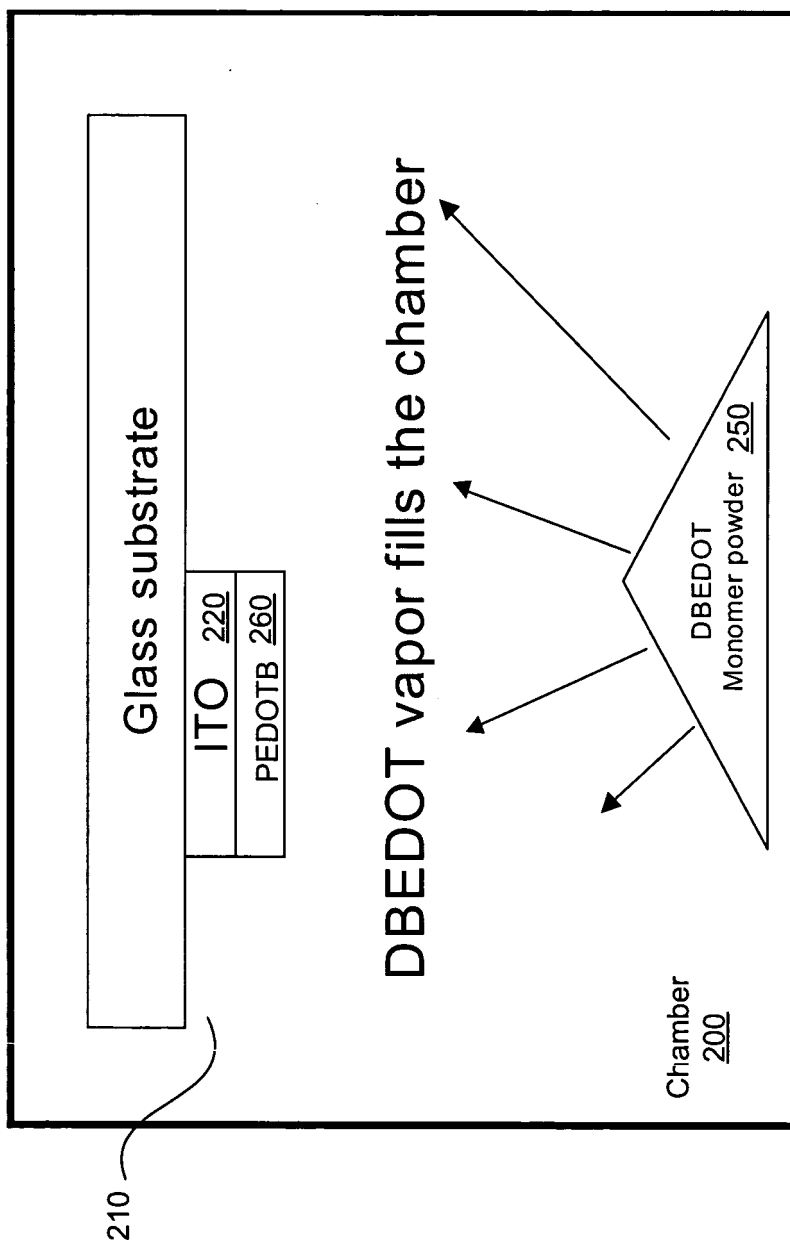 Glass substrate
ITO 220
PEDOTB 260
DBEDOT vapor fills the chamber
DBEDOT
Monomer powder 250
Chamber
200
210